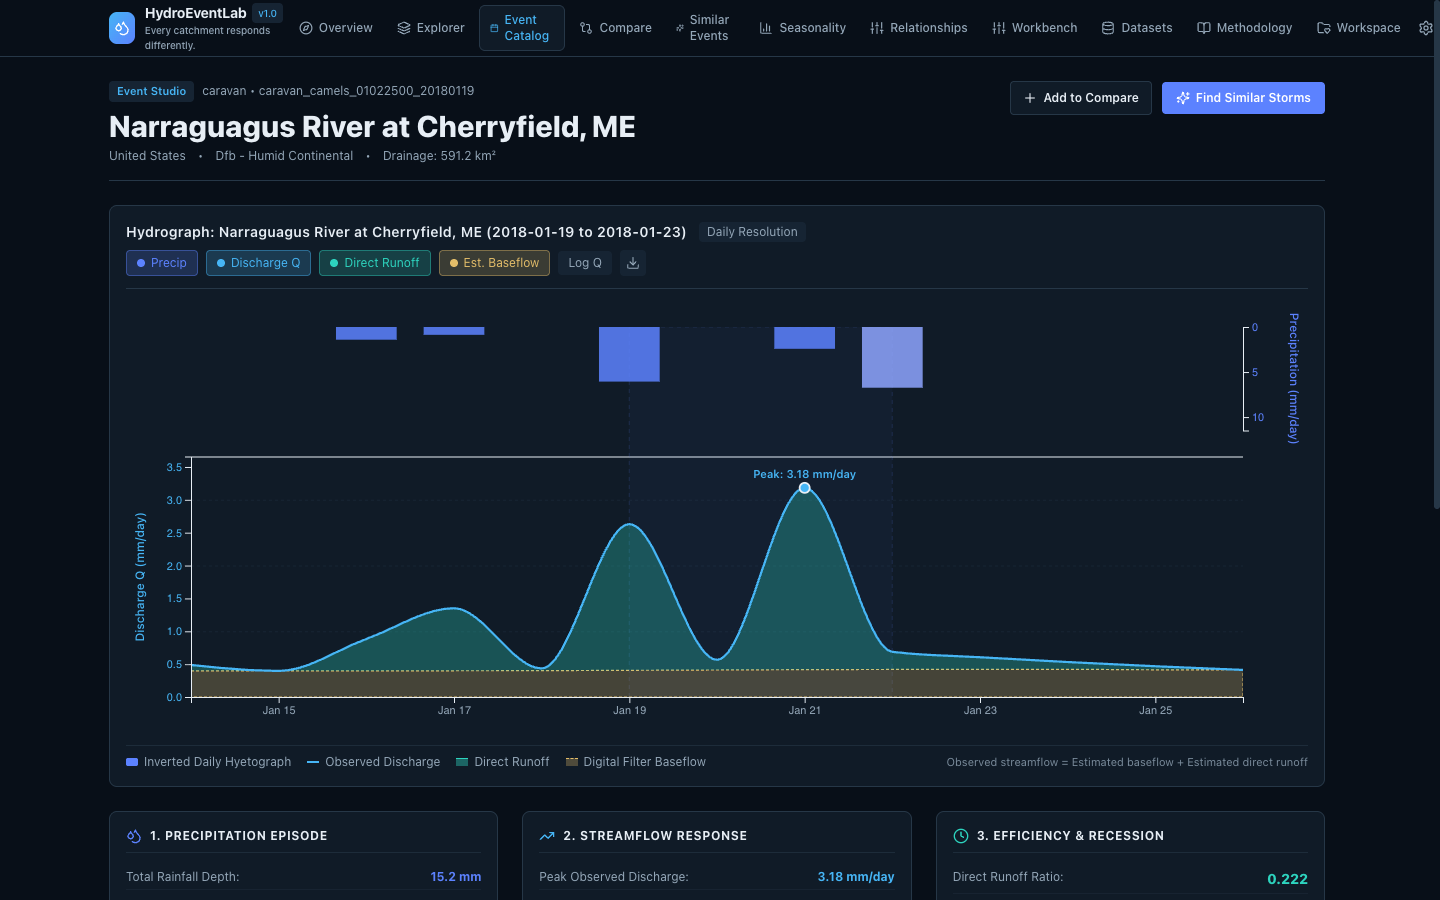 HydroEventLab v1.0
Every catchment responds
differently.
Overview
Explorer
Event
Catalog
Compare
Similar
Events
Seasonality
Relationships
Workbench
Datasets
Methodology
Workspace
Event Studio caravan • caravan_camels_01022500_20180119
Add to Compare
Find Similar Storms
Narraguagus River at Cherryfield, ME
United States • Dfb - Humid Continental • Drainage: 591.2 km²
Hydrograph: Narraguagus River at Cherryfield, ME (2018-01-19 to 2018-01-23) Daily Resolution
Precip Discharge Q Direct Runoff Est. Baseflow Log Q
0
5
10
Precipitation (mm/day)
Peak: 3.18 mm/day
3.5
3.0
2.5
2.0
1.5
1.0
0.5
0.0
Discharge Q (mm/day)
Jan 15 Jan 17 Jan 19 Jan 21 Jan 23 Jan 25
Inverted Daily Hyetograph Observed Discharge Direct Runoff Digital Filter Baseflow
Observed streamflow = Estimated baseflow + Estimated direct runoff
1. PRECIPITATION EPISODE
Total Rainfall Depth: 15.2 mm
2. STREAMFLOW RESPONSE
Peak Observed Discharge: 3.18 mm/day
3. EFFICIENCY & RECESSION
Direct Runoff Ratio: 0.222